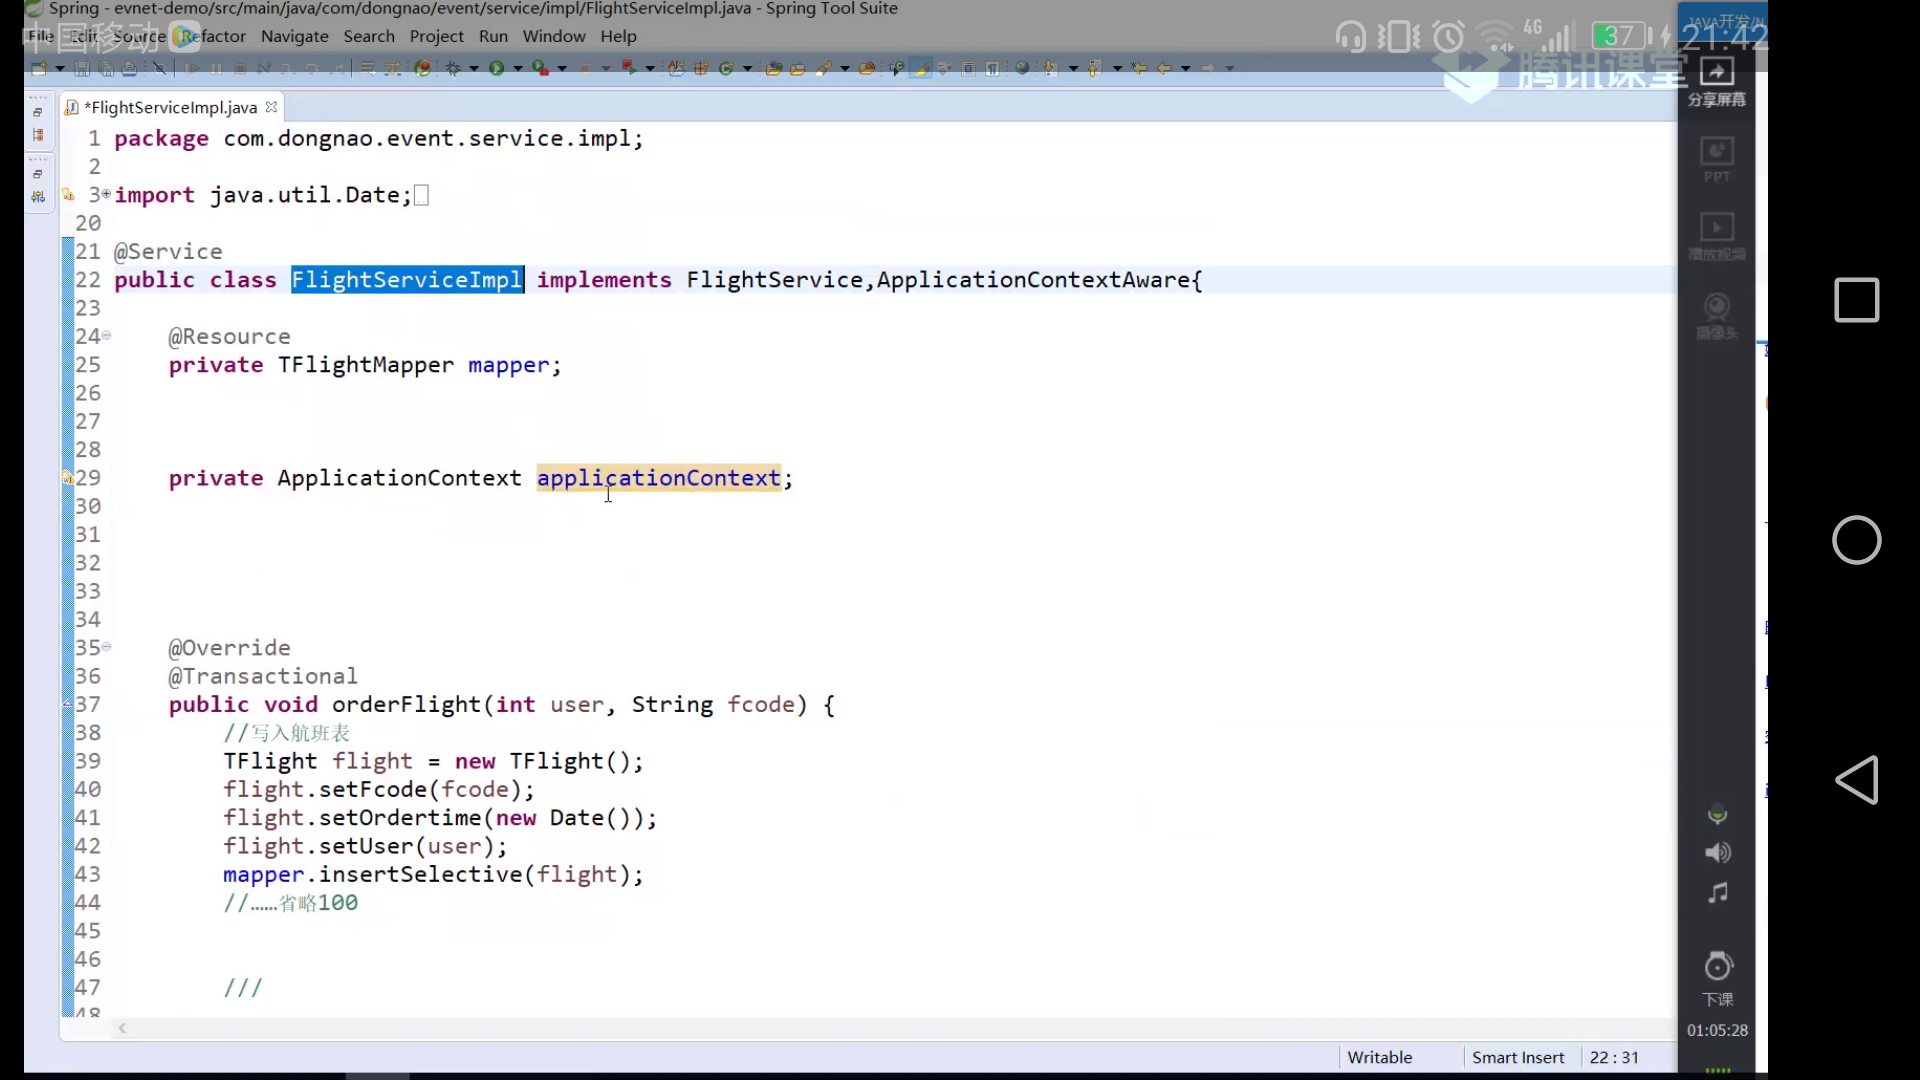 Spring - evnet-demo/src/main/java/com/dongnao/event/service/impl/FlightServiceImpl.java - Spring Tool Suite
中国移动
File Edit Source Refactor Navigate Search Project Run Window Help
4G 37 21:42
JAVA开发/
腾讯课堂
分享屏幕
*FlightServiceImpl.java
1 package com.dongnao.event.service.impl;
2
3 import java.util.Date;
20
21 @Service
22 public class FlightServiceImpl implements FlightService,ApplicationContextAware{
23
24 @Resource
25 private TFlightMapper mapper;
26
27
28
29 private ApplicationContext applicationContext;
30
31
32
33
34
35 @Override
36 @Transactional
37 public void orderFlight(int user, String fcode) {
38 //写入航班表
39 TFlight flight = new TFlight();
40 flight.setFcode(fcode);
41 flight.setOrdertime(new Date());
42 flight.setUser(user);
43 mapper.insertSelective(flight);
44 //……省略100
45
46
47 ///
48
PPT
播放视频
摄像头
下课
01:05:28
Writable Smart Insert 22 : 31